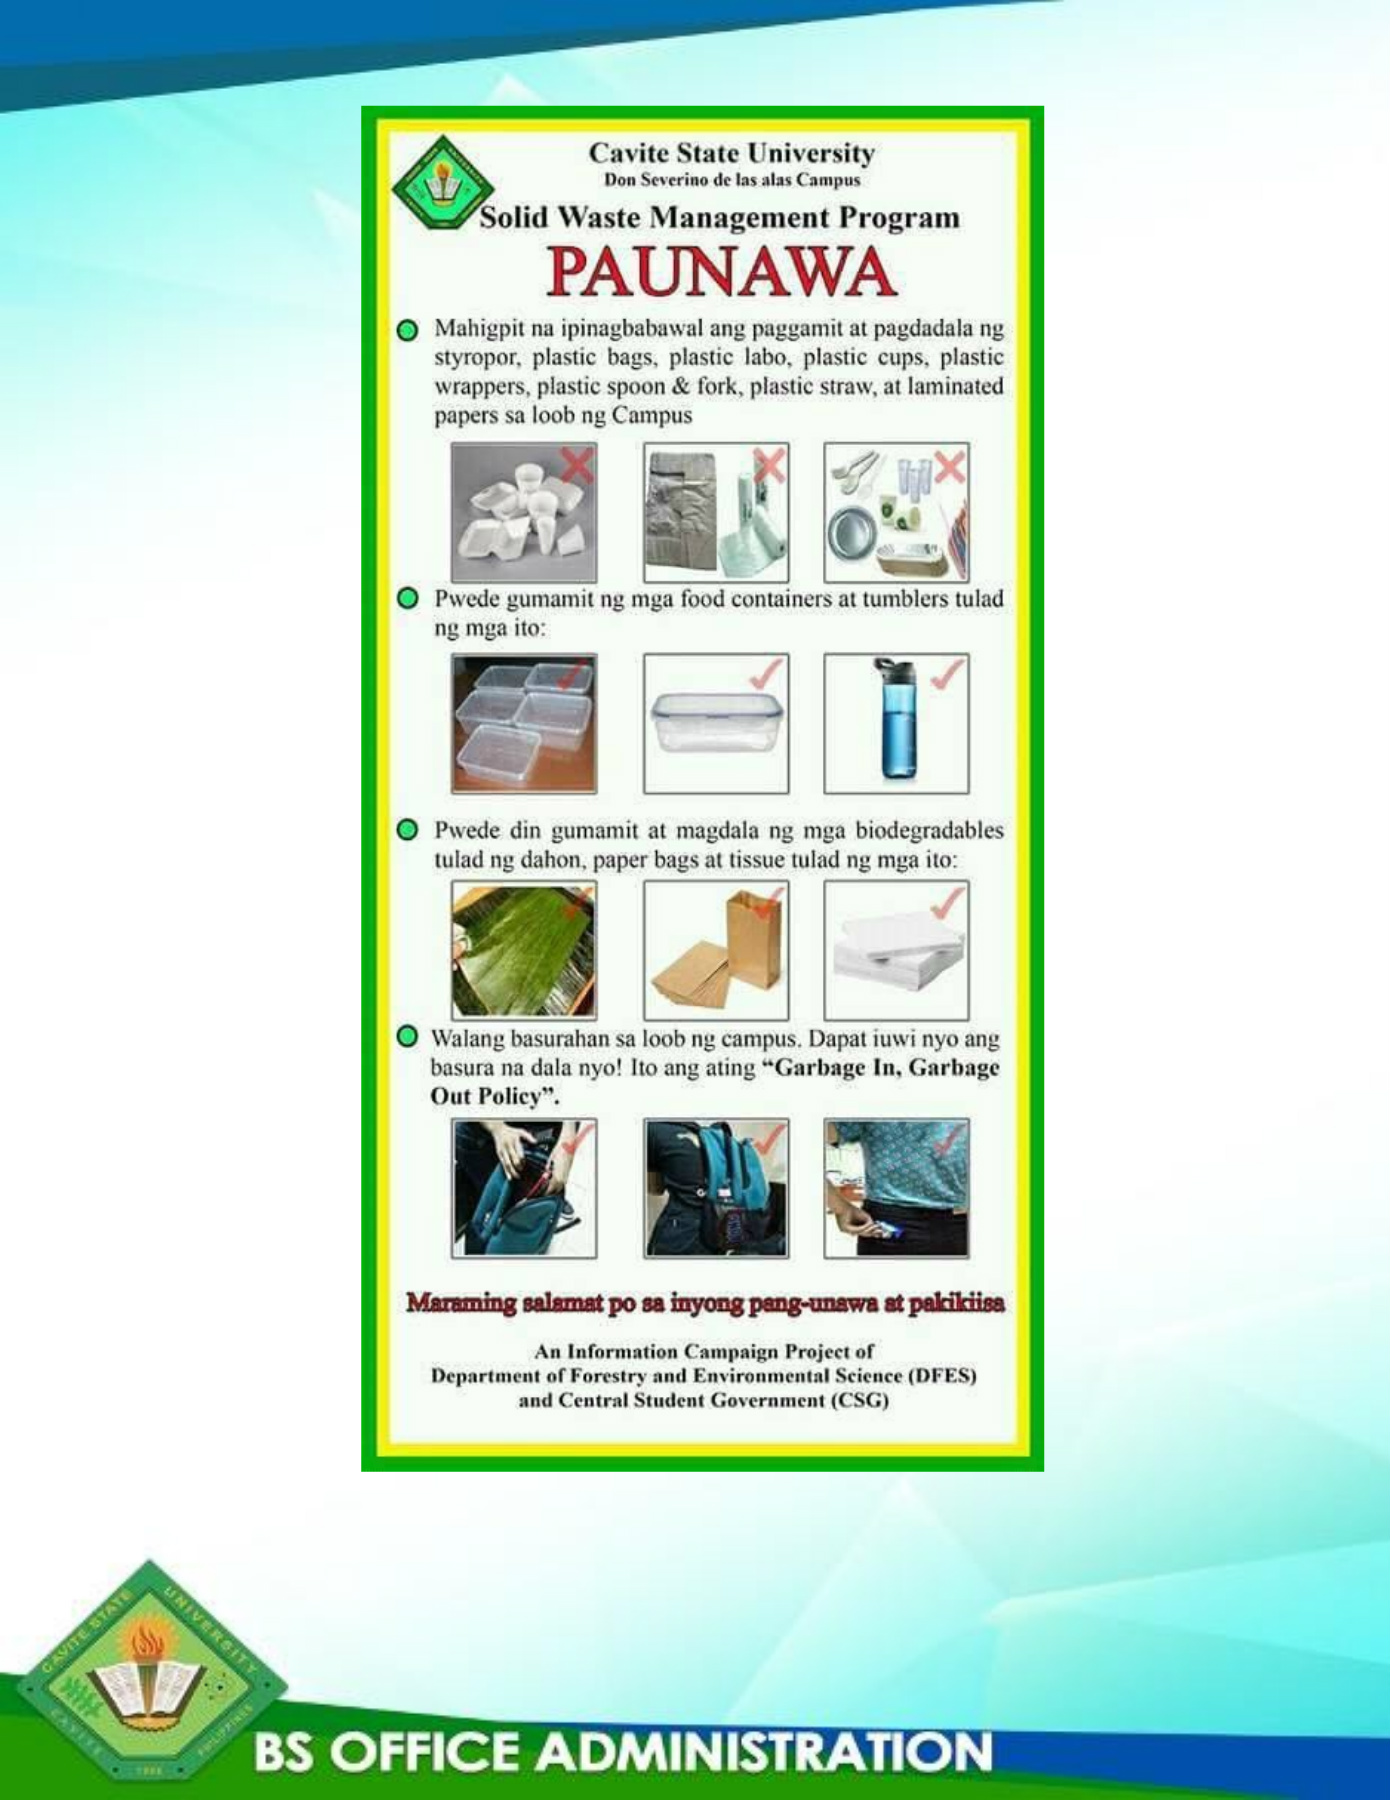 Cavite State University
Don Severino de las alas Campus
Solid Waste Management Program
PAUNAWA
Mahigpit na ipinagbabawal ang paggamit at pagdadala ng
styropor, plastic bags, plastic labo, plastic cups, plastic
wrappers, plastic spoon & fork, plastic straw, at laminated
papers sa loob ng Campus
Pwede gumamit ng mga food containers at tumblers tulad
ng mga ito:
Pwede din gumamit at magdala ng mga biodegradables
tulad ng dahon, paper bags at tissue tulad ng mga ito:
Walang basurahan sa loob ng campus. Dapat iuwi nyo ang
basura na dala nyo! Ito ang ating “Garbage In, Garbage
Out Policy”.
Maraming salamat po sa inyong pang-unawa at pakikiisa
An Information Campaign Project of
Department of Forestry and Environmental Science (DFES)
and Central Student Government (CSG)
CAVITE STATE UNIVERSITY
CAVITE PHILIPPINES
BS OFFICE ADMINISTRATION